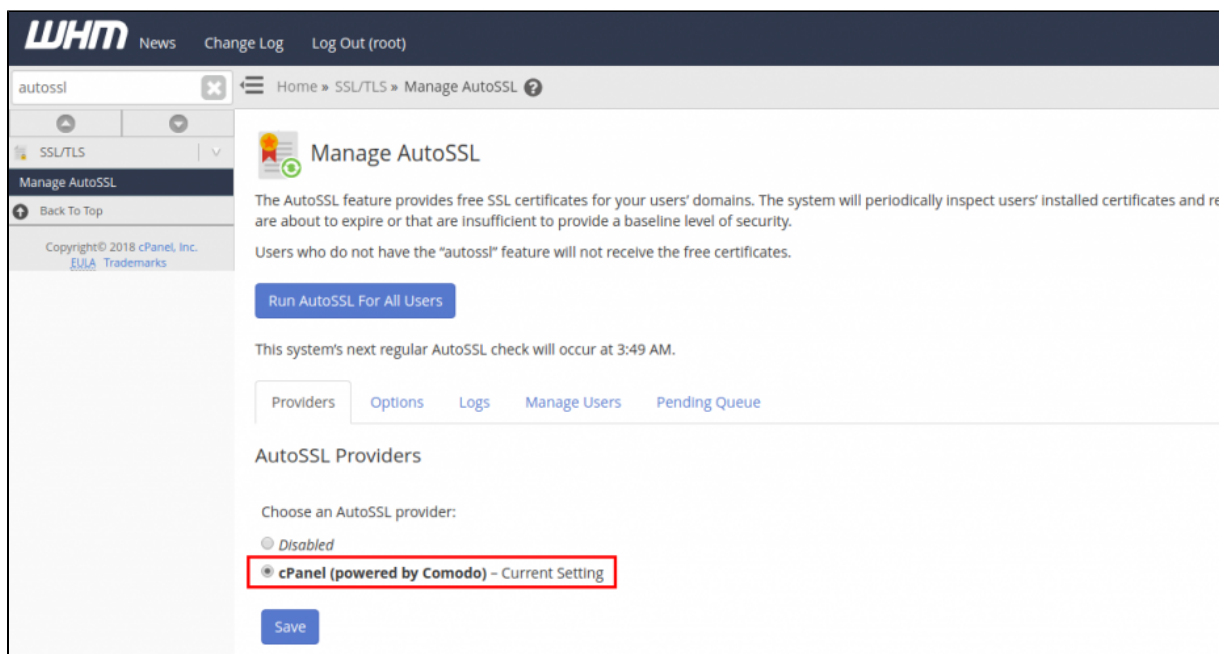 WHM News Change Log Log Out (root)
autossl
Home » SSL/TLS » Manage AutoSSL ?
SSL/TLS
Manage AutoSSL
Back To Top
Copyright© 2018 cPanel, Inc.
EULA Trademarks
Manage AutoSSL
The AutoSSL feature provides free SSL certificates for your users’ domains. The system will periodically inspect users’ installed certificates and re
are about to expire or that are insufficient to provide a baseline level of security.
Users who do not have the “autossl” feature will not receive the free certificates.
Run AutoSSL For All Users
This system’s next regular AutoSSL check will occur at 3:49 AM.
Providers Options Logs Manage Users Pending Queue
AutoSSL Providers
Choose an AutoSSL provider:
Disabled
cPanel (powered by Comodo) – Current Setting
Save